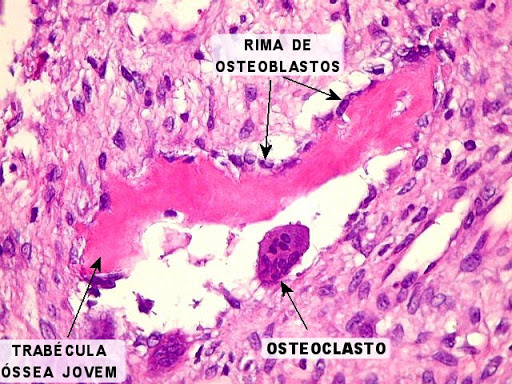 RIMA DE
OSTEOBLASTOS
OSTEOCLASTO
TRABÉCULA
ÓSSEA JOVEM